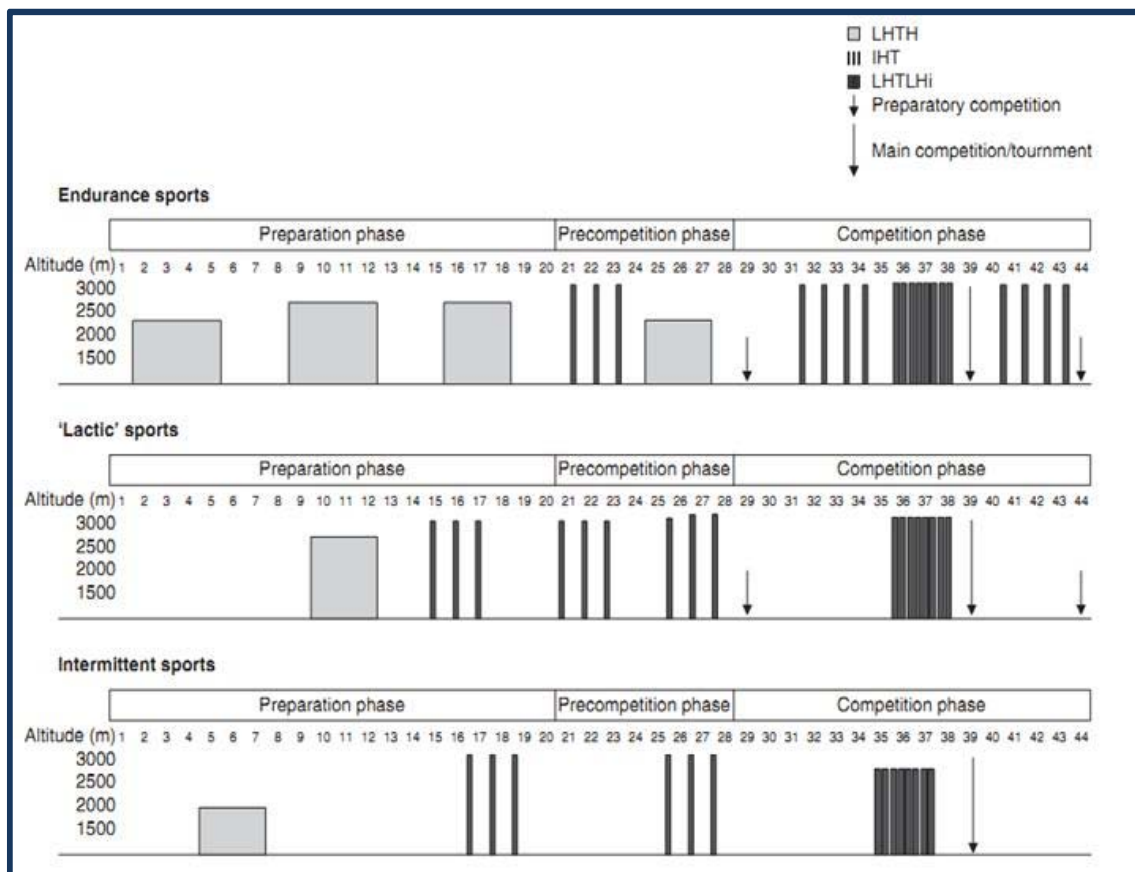 LHTH
IHT
LHTLHi
Preparatory competition
Main competition/tournment
Endurance sports
Preparation phase Precompetition phase Competition phase
Altitude (m) 1 2 3 4 5 6 7 8 9 10 11 12 13 14 15 16 17 18 19 20 21 22 23 24 25 26 27 28 29 30 31 32 33 34 35 36 37 38 39 40 41 42 43 44
3000
2500
2000
1500
'Lactic' sports
Preparation phase Precompetition phase Competition phase
Altitude (m) 1 2 3 4 5 6 7 8 9 10 11 12 13 14 15 16 17 18 19 20 21 22 23 24 25 26 27 28 29 30 31 32 33 34 35 36 37 38 39 40 41 42 43 44
3000
2500
2000
1500
Intermittent sports
Preparation phase Precompetition phase Competition phase
Altitude (m) 1 2 3 4 5 6 7 8 9 10 11 12 13 14 15 16 17 18 19 20 21 22 23 24 25 26 27 28 29 30 31 32 33 34 35 36 37 38 39 40 41 42 43 44
3000
2500
2000
1500